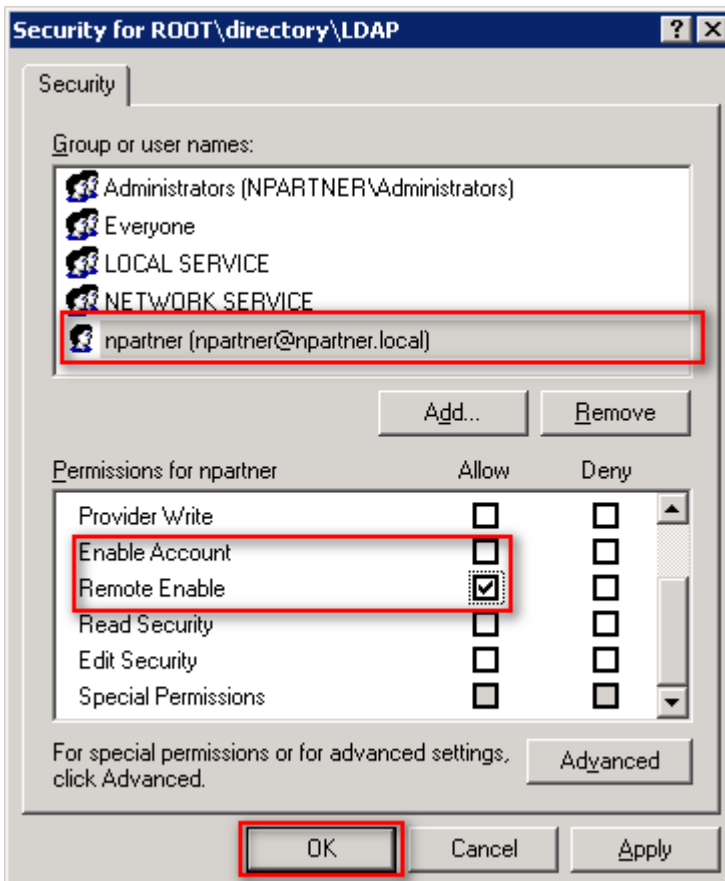 Security for ROOT\directory\LDAP
Security
Group or user names:
Administrators (NPARTNER\Administrators)
Everyone
LOCAL SERVICE
NETWORK SERVICE
npartner (npartner@npartner.local)
Add...
Remove
Permissions for npartner
Allow
Deny
Provider Write
Enable Account
Remote Enable
Read Security
Edit Security
Special Permissions
For special permissions or for advanced settings,
click Advanced.
Advanced
OK
Cancel
Apply